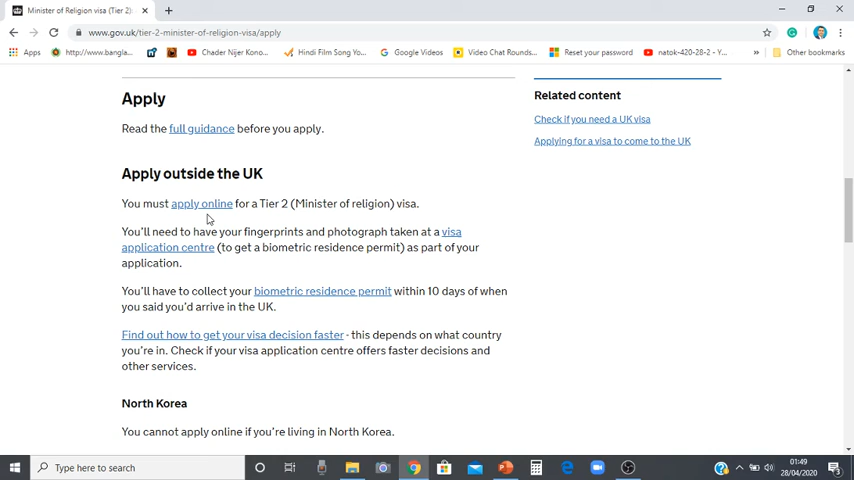 Minister of Religion visa (Tier 2)
www.gov.uk/tier-2-minister-of-religion-visa/apply
Apps
http://www.bangla...
Chader Nijer Kono...
Hindi Film Song Yo...
Google Videos
Video Chat Rounds...
Reset your password
natok-420-28-2 - Y...
»
Other bookmarks
Apply
Read the full guidance before you apply.
Apply outside the UK
You must apply online for a Tier 2 (Minister of religion) visa.
You'll need to have your fingerprints and photograph taken at a visa
application centre (to get a biometric residence permit) as part of your
application.
You'll have to collect your biometric residence permit within 10 days of when
you said you'd arrive in the UK.
Find out how to get your visa decision faster - this depends on what country
you're in. Check if your visa application centre offers faster decisions and
other services.
North Korea
You cannot apply online if you're living in North Korea.
Related content
Check if you need a UK visa
Applying for a visa to come to the UK
Type here to search
01:49
28/04/2020
3